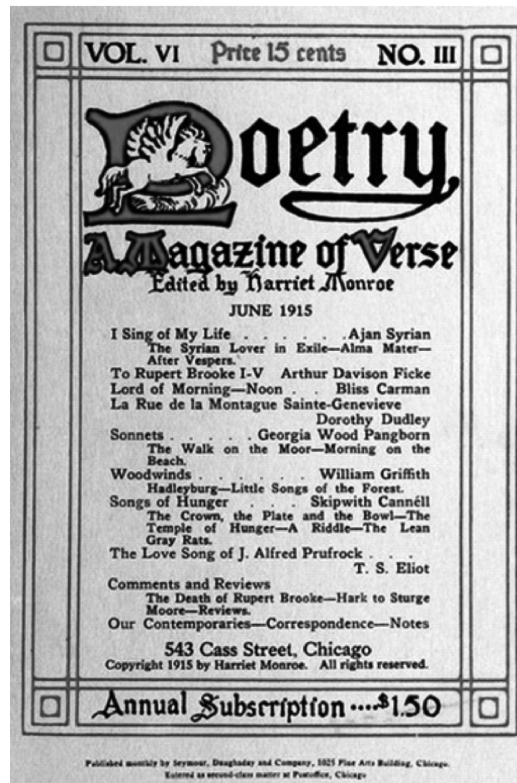 VOL. VI Price 15 cents NO. III
Poetry
A Magazine of Verse
Edited by Harriet Monroe
JUNE 1915
I Sing of My Life . . . . . . Ajan Syrian
The Syrian Lover in Exile—Alma Mater—
After Vespers.
To Rupert Brooke I-V Arthur Davison Ficke
Lord of Morning—Noon . . Bliss Carman
La Rue de la Montague Sainte-Genevieve
Dorothy Dudley
Sonnets . . . . . Georgia Wood Pangborn
The Walk on the Moor—Morning on the
Beach.
Woodwinds . . . . . . William Griffith
Hadleyburg—Little Songs of the Forest.
Songs of Hunger . . . Skipwith Cannéll
The Crown, the Plate and the Bowl—The
Temple of Hunger—A Riddle—The Lean
Gray Rats.
The Love Song of J. Alfred Prufrock . . .
T. S. Eliot
Comments and Reviews
The Death of Rupert Brooke—Hark to Sturge
Moore—Reviews.
Our Contemporaries—Correspondence—Notes
543 Cass Street, Chicago
Copyright 1915 by Harriet Monroe. All rights reserved.
Annual Subscription ····$1.50
Published monthly by Seymour, Daughaday and Company, 1025 Fine Arts Building, Chicago.
Entered as second-class matter at Postoffice, Chicago